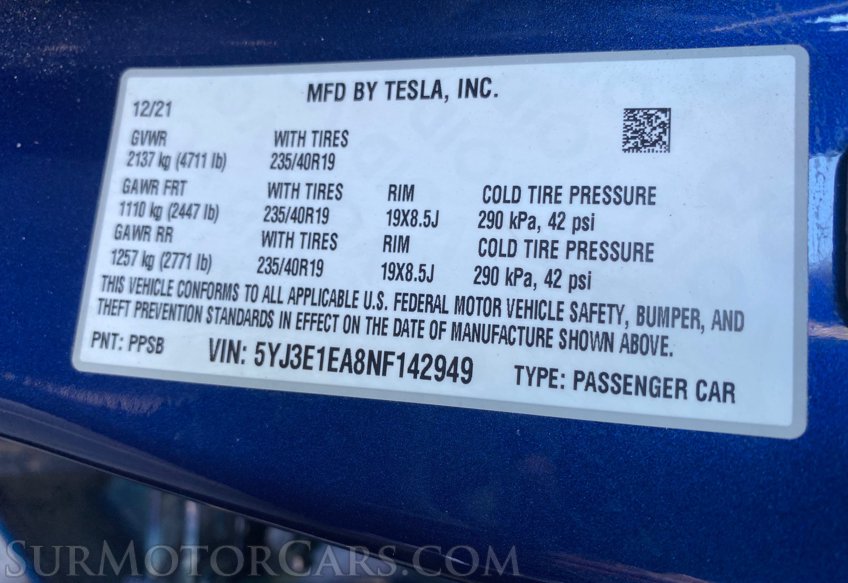 MFD BY TESLA, INC.
12/21
GVWR WITH TIRES
2137 kg (4711 lb) 235/40R19
GAWR FRT WITH TIRES RIM COLD TIRE PRESSURE
1110 kg (2447 lb) 235/40R19 19X8.5J 290 kPa, 42 psi
GAWR RR WITH TIRES RIM COLD TIRE PRESSURE
1257 kg (2771 lb) 235/40R19 19X8.5J 290 kPa, 42 psi
THIS VEHICLE CONFORMS TO ALL APPLICABLE U.S. FEDERAL MOTOR VEHICLE SAFETY, BUMPER, AND
THEFT PREVENTION STANDARDS IN EFFECT ON THE DATE OF MANUFACTURE SHOWN ABOVE.
PNT: PPSB VIN: 5YJ3E1EA8NF142949 TYPE: PASSENGER CAR
SURMOTORCARS.COM